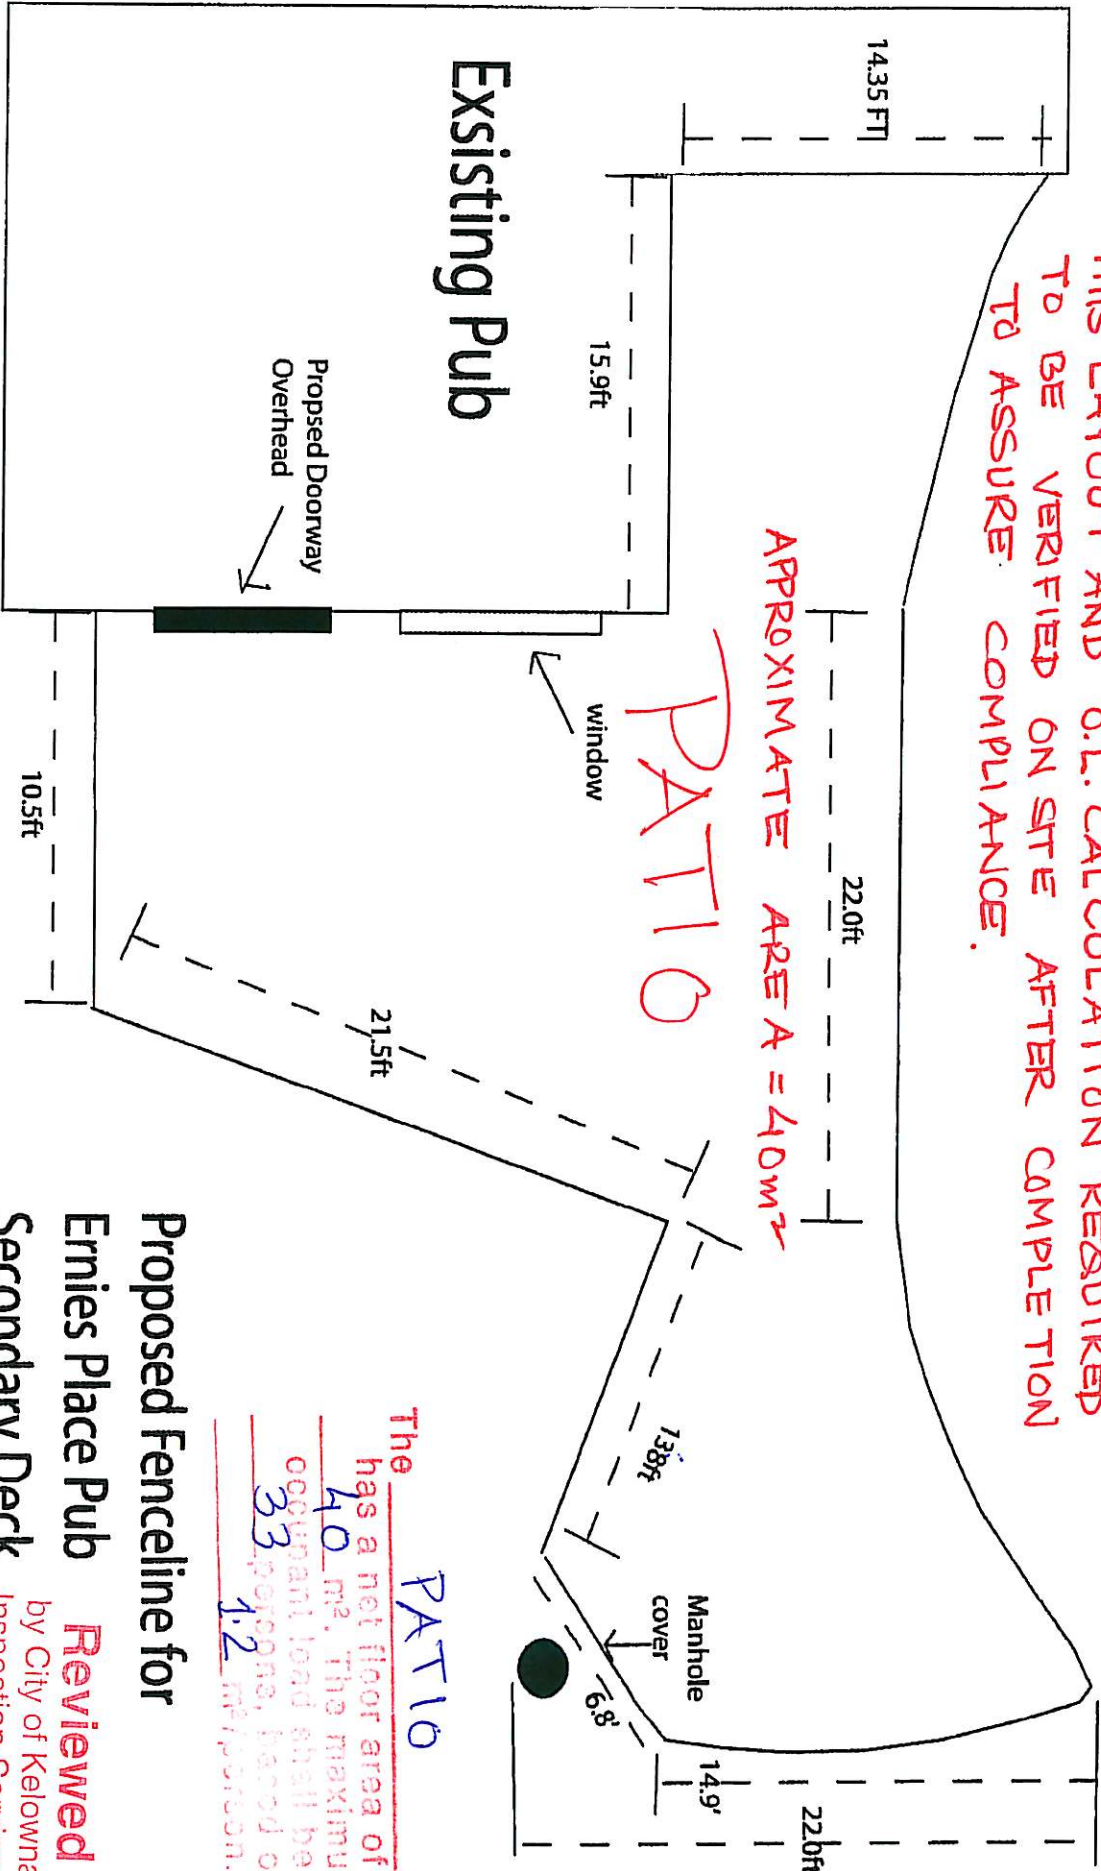 THIS LAYOUT AND O.L. CALCULATION REQUIRED
TO BE VERIFIED ON SITE AFTER COMPLETION
TO ASSURE COMPLIANCE.
14.35 FT
22.0ft
APPROXIMATE AREA = 40m²
PATIO
15.9ft
Exsisting Pub
window
Propsed Doorway
Overhead
10.5ft
21.5ft
13.8ft
Manhole
cover
6.8'
14.9'
22.0ft
PATIO
The
has a net floor area of
40 m². The maximu
occupant load shall be
33 persons, based o
1.2 m²/person.
Proposed Fenceline for
Ernies Place Pub
Secondary Deck
Reviewed
by City of Kelowna
Inspection